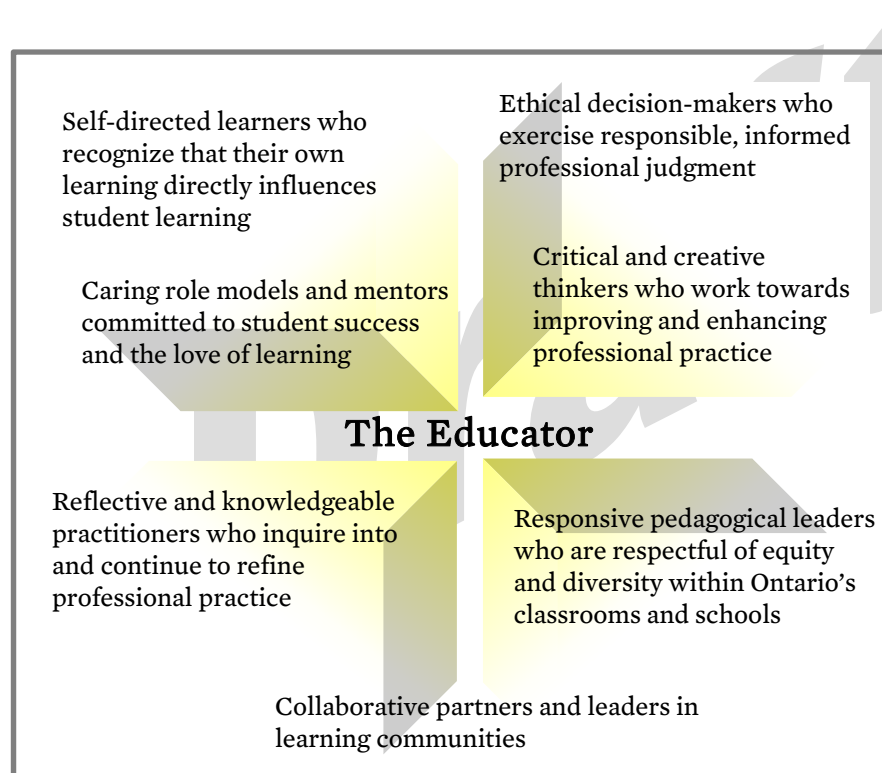 Self-directed learners who
recognize that their own
learning directly influences
student learning
Ethical decision-makers who
exercise responsible, informed
professional judgment
Caring role models and mentors
committed to student success
and the love of learning
Critical and creative
thinkers who work towards
improving and enhancing
professional practice
The Educator
Reflective and knowledgeable
practitioners who inquire into
and continue to refine
professional practice
Responsive pedagogical leaders
who are respectful of equity
and diversity within Ontario’s
classrooms and schools
Collaborative partners and leaders in
learning communities